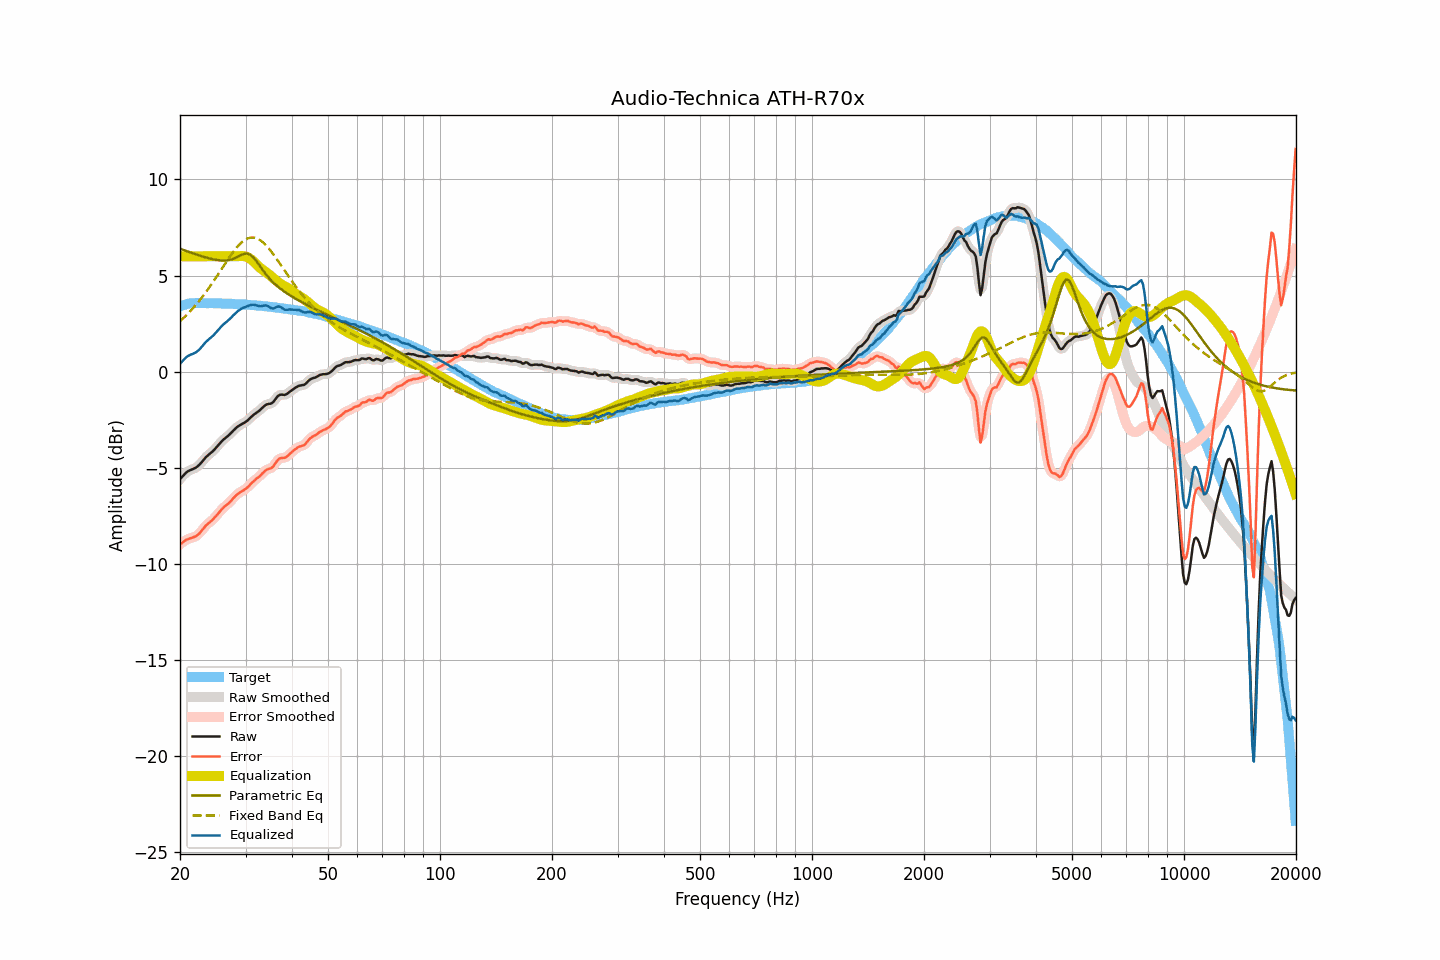 Audio-Technica ATH-R70x
10
5
0
−5
−10
−15
−20
−25
Amplitude (dBr)
Target
Raw Smoothed
Error Smoothed
Raw
Error
Equalization
Parametric Eq
Fixed Band Eq
Equalized
20 50 100 200 500 1000 2000 5000 10000 20000
Frequency (Hz)